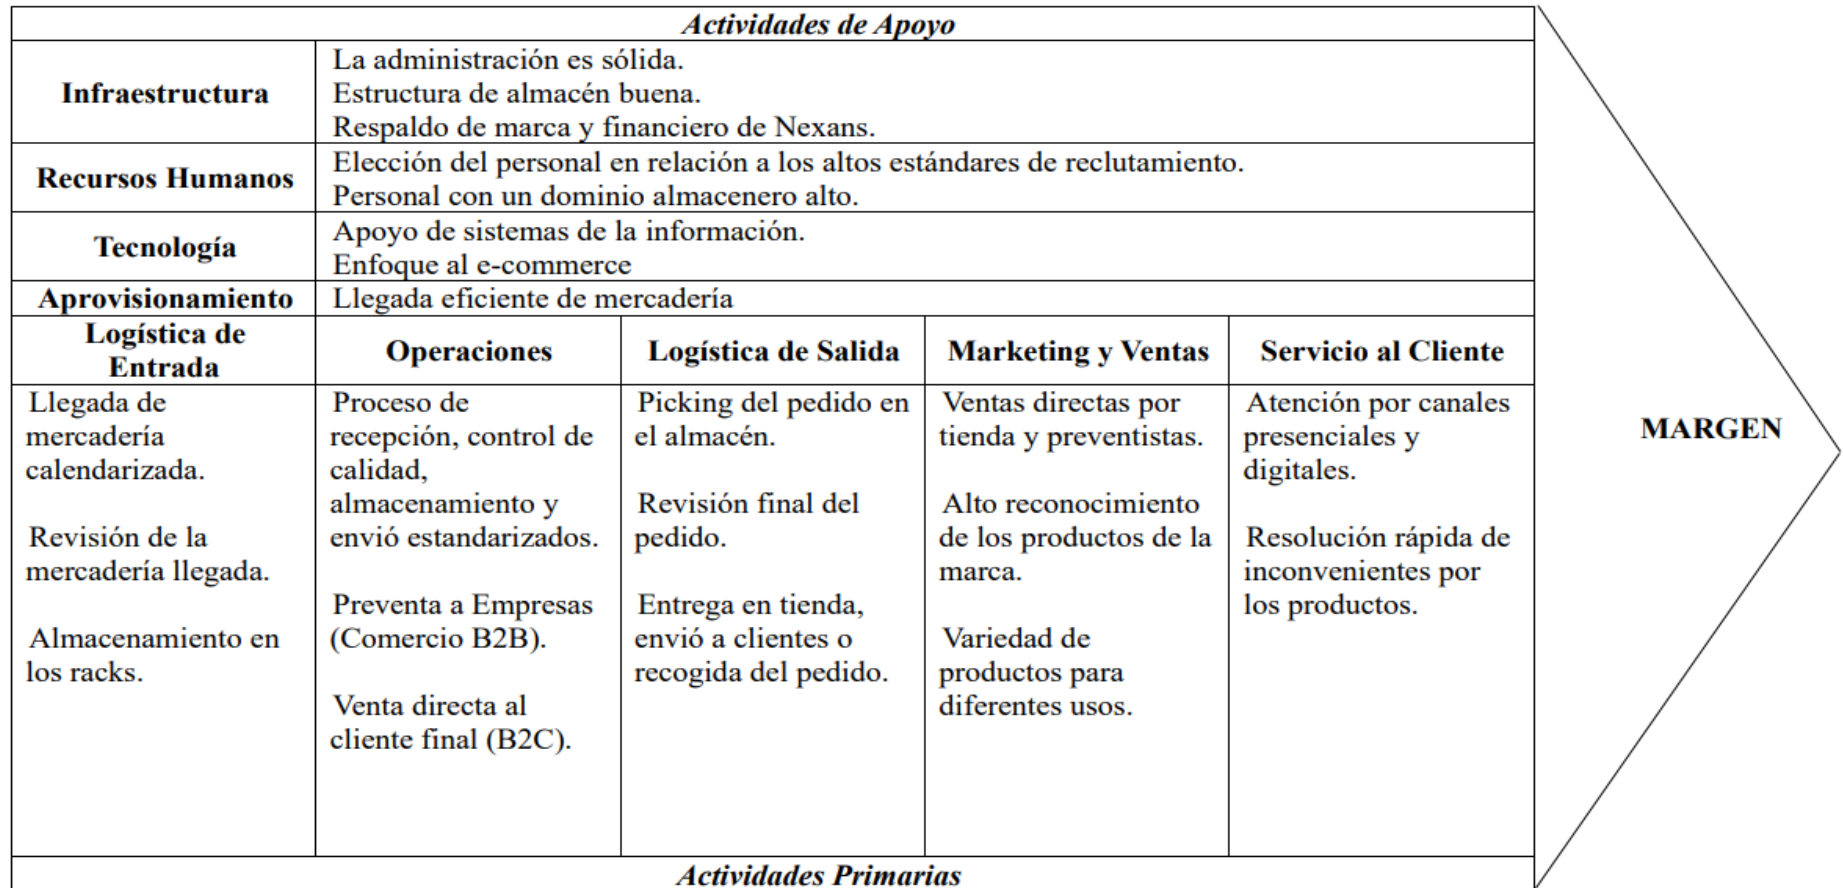 Actividades de Apoyo
Infraestructura
La administración es sólida.
Estructura de almacén buena.
Respaldo de marca y financiero de Nexans.
Recursos Humanos
Elección del personal en relación a los altos estándares de reclutamiento.
Personal con un dominio almacenero alto.
Tecnología
Apoyo de sistemas de la información.
Enfoque al e-commerce
Aprovisionamiento
Llegada eficiente de mercadería
Logística de
Entrada
Operaciones
Logística de Salida
Marketing y Ventas
Servicio al Cliente
Llegada de
mercadería
calendarizada.
Revisión de la
mercadería llegada.
Almacenamiento en
los racks.
Proceso de
recepción, control de
calidad,
almacenamiento y
envió estandarizados.
Preventa a Empresas
(Comercio B2B).
Venta directa al
cliente final (B2C).
Picking del pedido en
el almacén.
Revisión final del
pedido.
Entrega en tienda,
envió a clientes o
recogida del pedido.
Ventas directas por
tienda y preventistas.
Alto reconocimiento
de los productos de la
marca.
Variedad de
productos para
diferentes usos.
Atención por canales
presenciales y
digitales.
Resolución rápida de
inconvenientes por
los productos.
MARGEN
Actividades Primarias